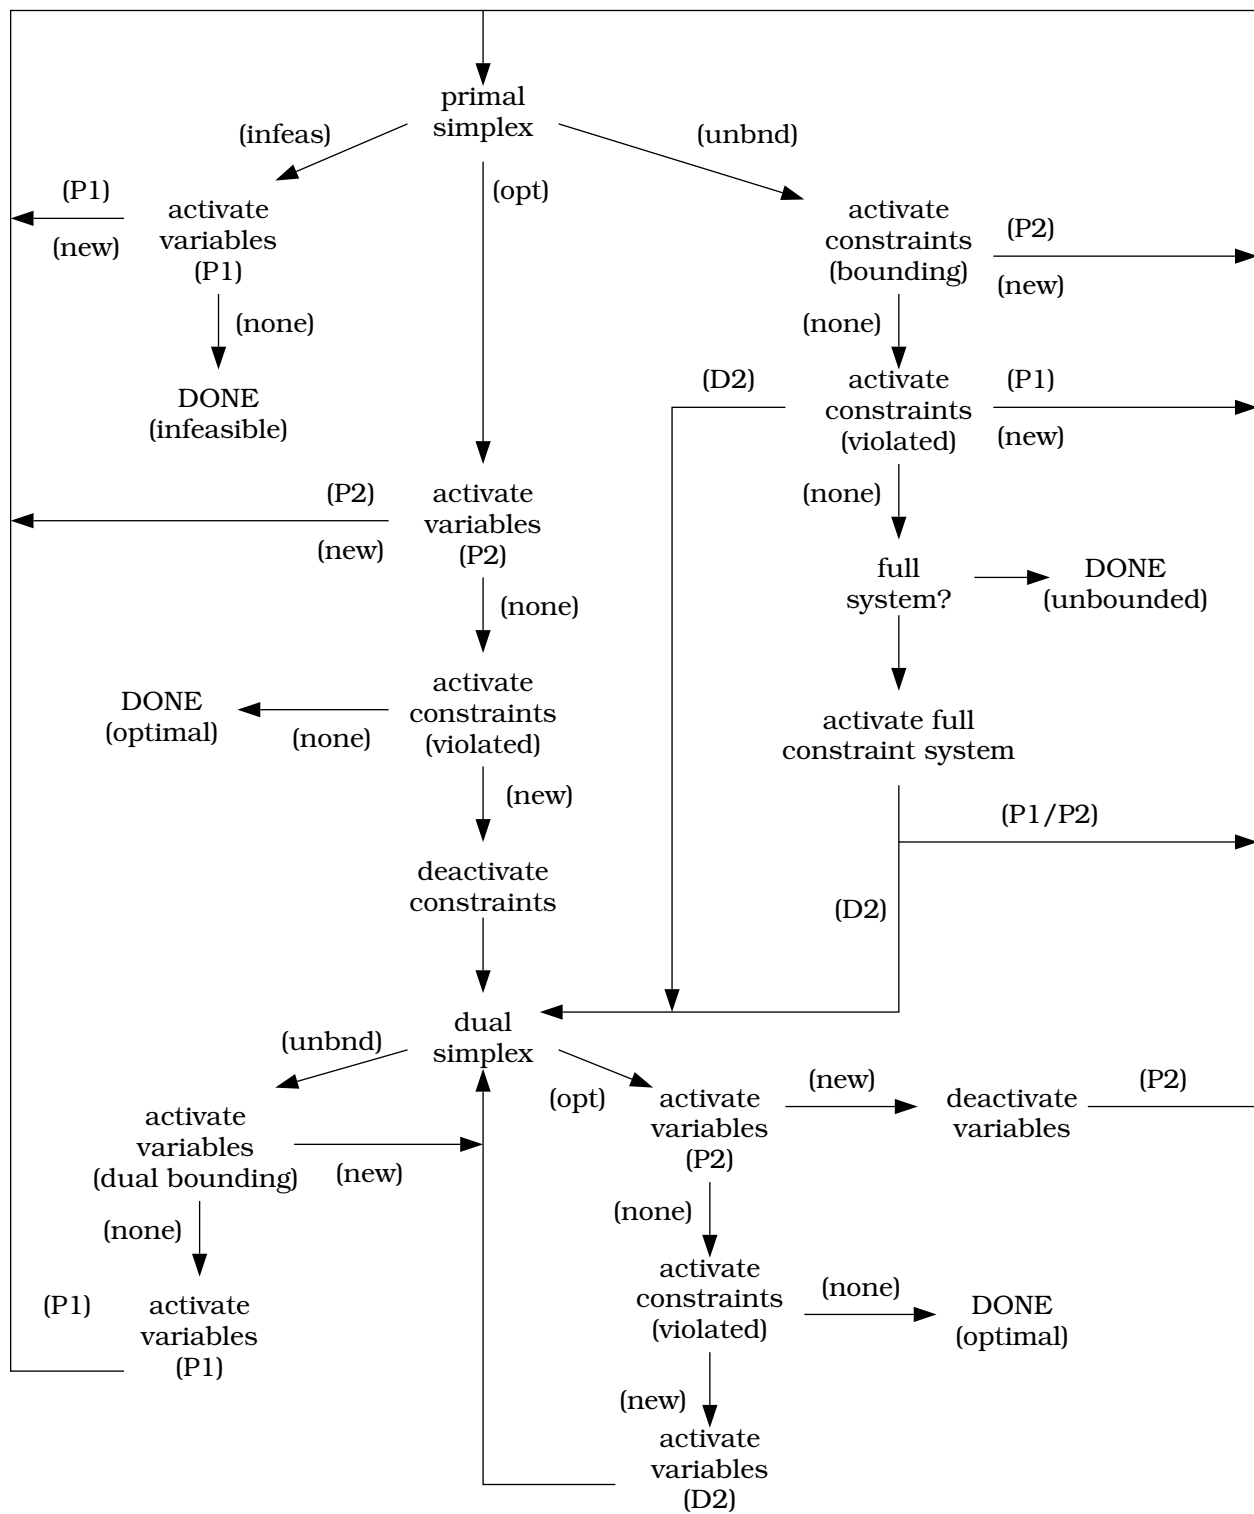 primal
simplex
(infeas)
(unbnd)
(opt)
(P1)
(new)
activate
variables
(P1)
(none)
DONE
(infeasible)
activate
constraints
(bounding)
(P2)
(new)
(none)
(D2)
activate
constraints
(violated)
(P1)
(new)
(none)
full
system?
DONE
(unbounded)
activate full
constraint system
(P1/P2)
(D2)
(P2)
(new)
activate
variables
(P2)
(none)
activate
constraints
(violated)
(none)
DONE
(optimal)
(new)
deactivate
constraints
dual
simplex
(unbnd)
(opt)
activate
variables
(dual bounding)
(new)
(none)
(P1)
activate
variables
(P1)
activate
variables
(P2)
(new)
deactivate
variables
(P2)
(none)
activate
constraints
(violated)
(none)
DONE
(optimal)
(new)
activate
variables
(D2)